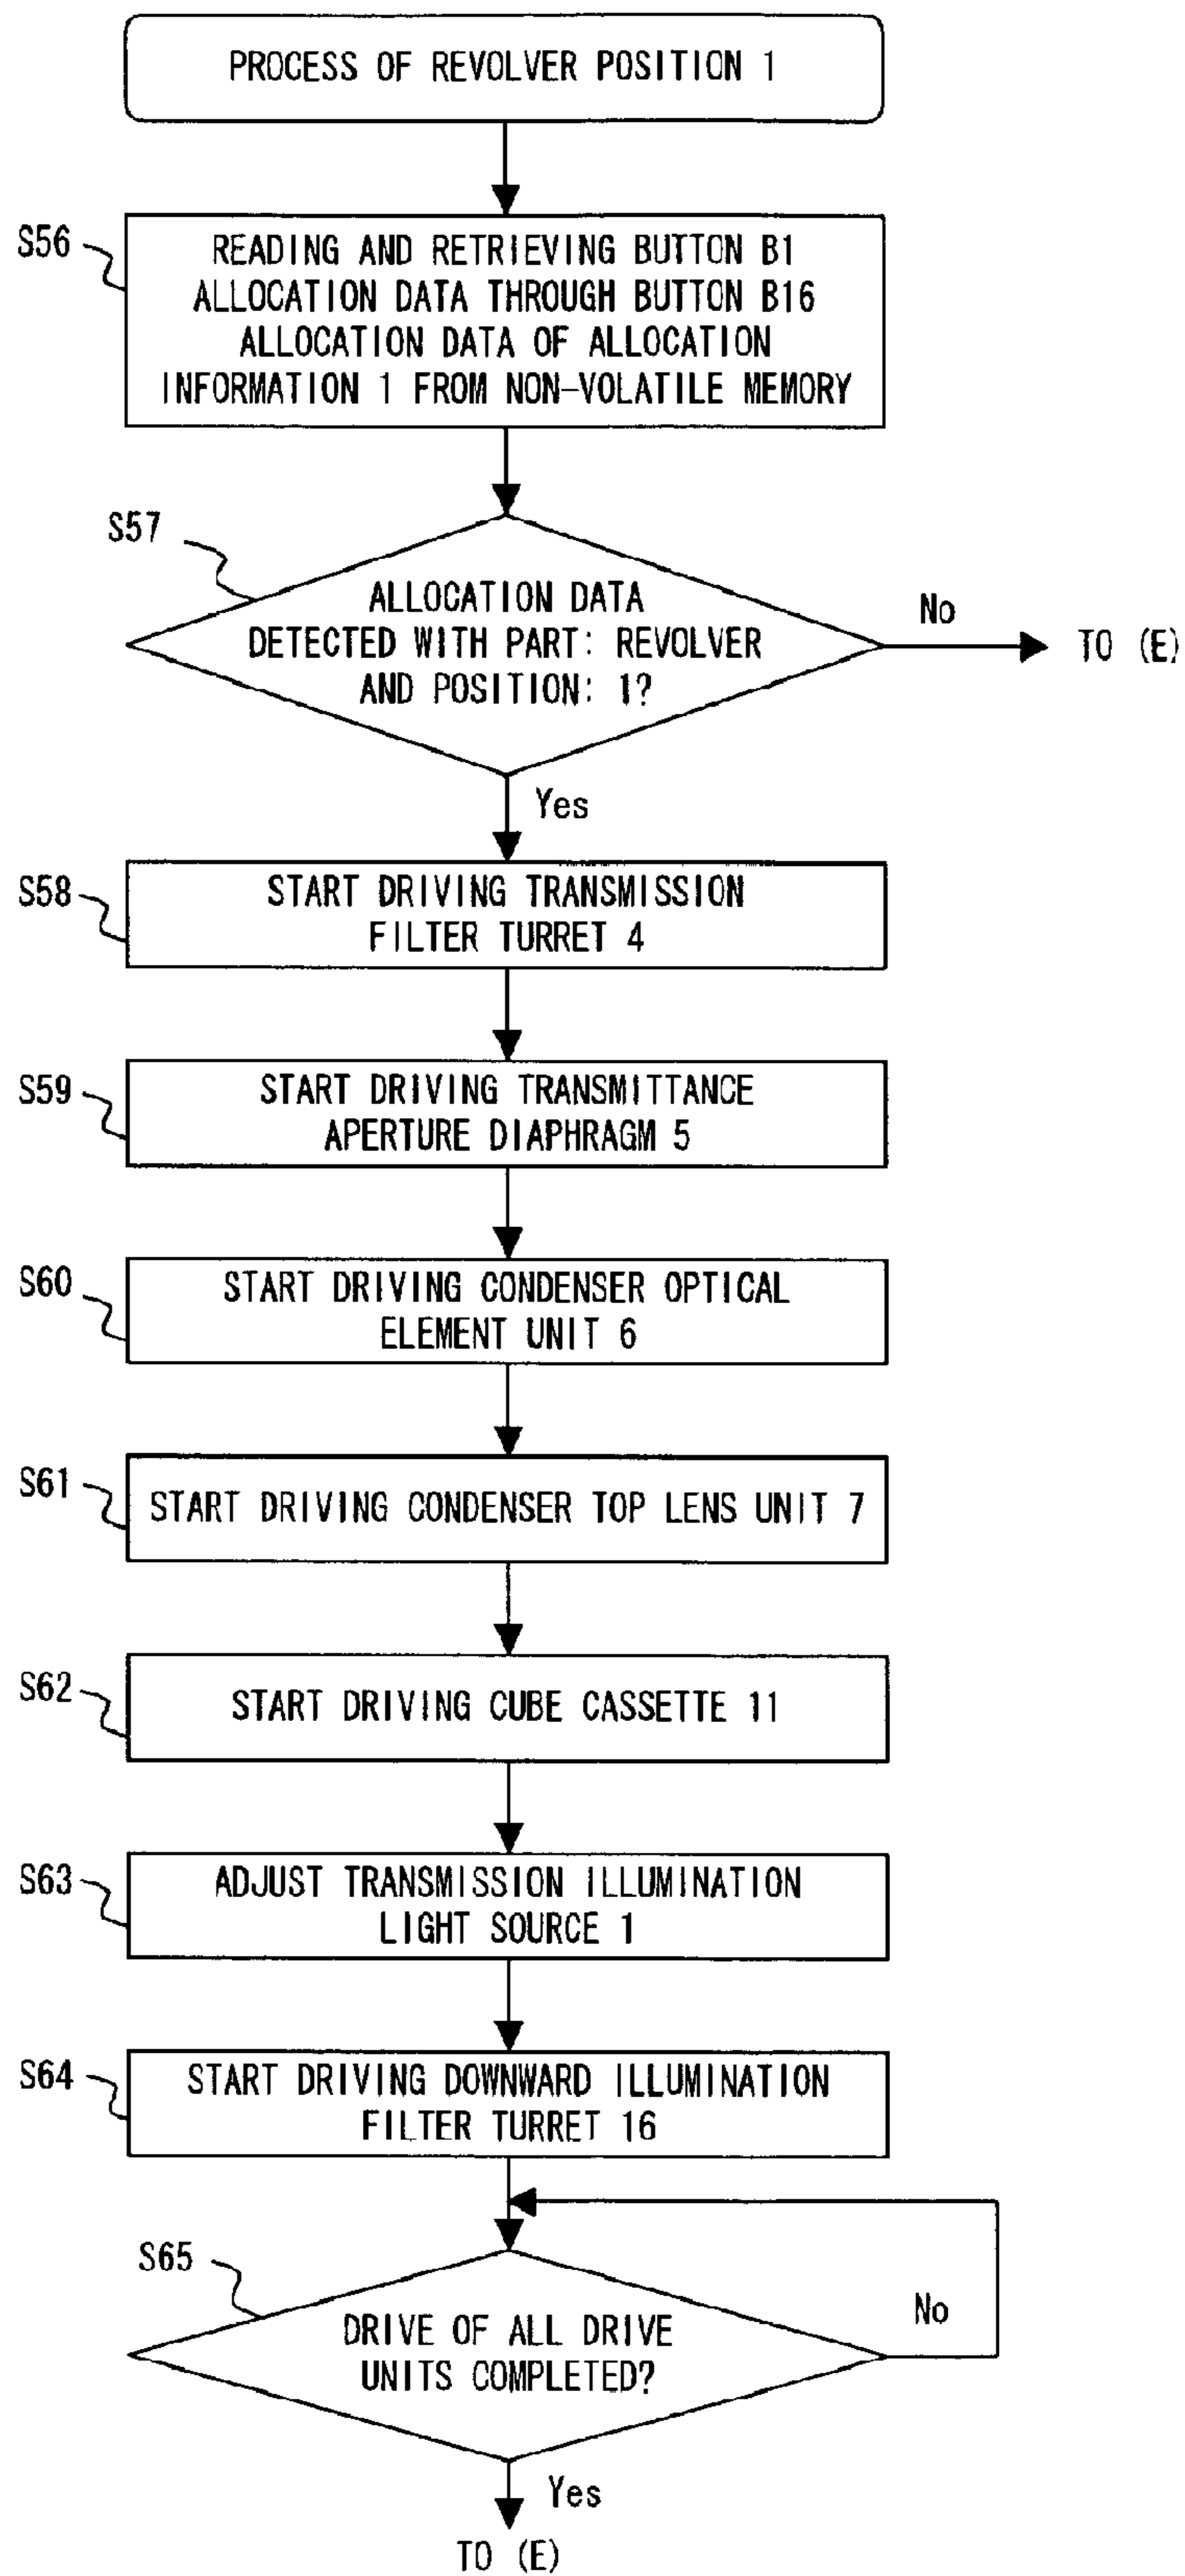 PROCESS OF REVOLVER POSITION 1
S56
READING AND RETRIEVING BUTTON B1
ALLOCATION DATA THROUGH BUTTON B16
ALLOCATION DATA OF ALLOCATION
INFORMATION 1 FROM NON-VOLATILE MEMORY
S57
ALLOCATION DATA
DETECTED WITH PART: REVOLVER
AND POSITION: 1?
No
TO (E)
Yes
S58
START DRIVING TRANSMISSION
FILTER TURRET 4
S59
START DRIVING TRANSMITTANCE
APERTURE DIAPHRAGM 5
S60
START DRIVING CONDENSER OPTICAL
ELEMENT UNIT 6
S61
START DRIVING CONDENSER TOP LENS UNIT 7
S62
START DRIVING CUBE CASSETTE 11
S63
ADJUST TRANSMISSION ILLUMINATION
LIGHT SOURCE 1
S64
START DRIVING DOWNWARD ILLUMINATION
FILTER TURRET 16
S65
DRIVE OF ALL DRIVE
UNITS COMPLETED?
No
Yes
TO (E)